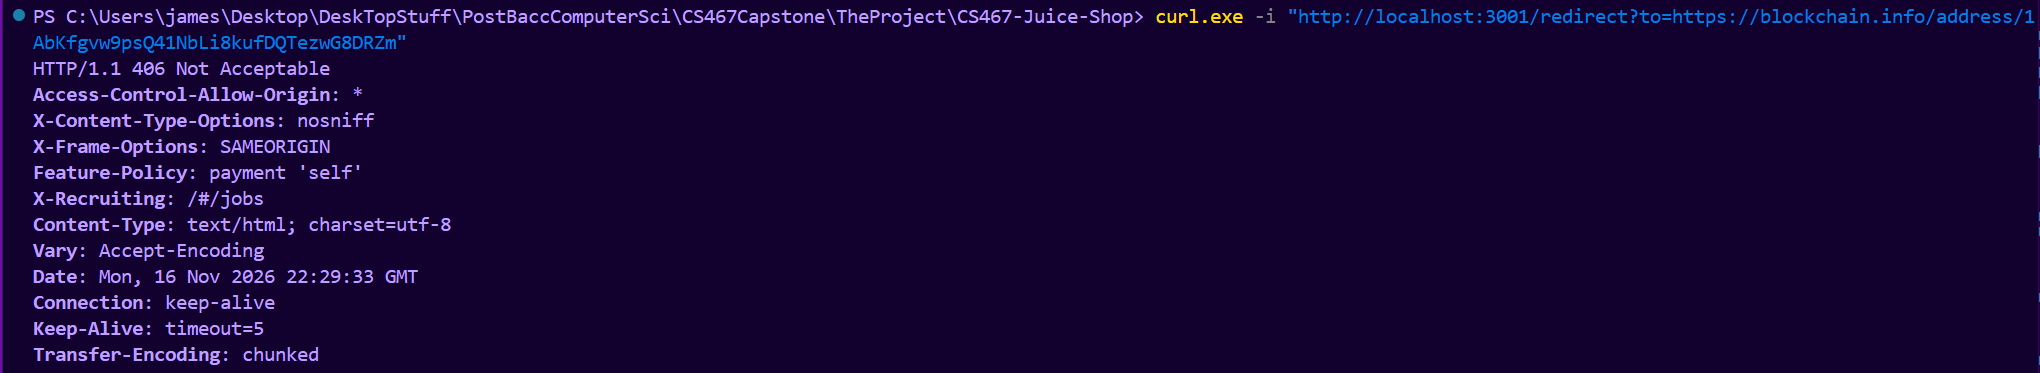 PS C:\Users\james\Desktop\DeskTopStuff\PostBaccComputerSci\CS467Capstone\TheProject\CS467-Juice-Shop> curl.exe -i "http://localhost:3001/redirect?to=https://blockchain.info/address/1
AbKfgvw9psQ41NbLi8kufDQTezwG8DRZm"
HTTP/1.1 406 Not Acceptable
Access-Control-Allow-Origin: *
X-Content-Type-Options: nosniff
X-Frame-Options: SAMEORIGIN
Feature-Policy: payment 'self'
X-Recruiting: /#/jobs
Content-Type: text/html; charset=utf-8
Vary: Accept-Encoding
Date: Mon, 16 Nov 2026 22:29:33 GMT
Connection: keep-alive
Keep-Alive: timeout=5
Transfer-Encoding: chunked